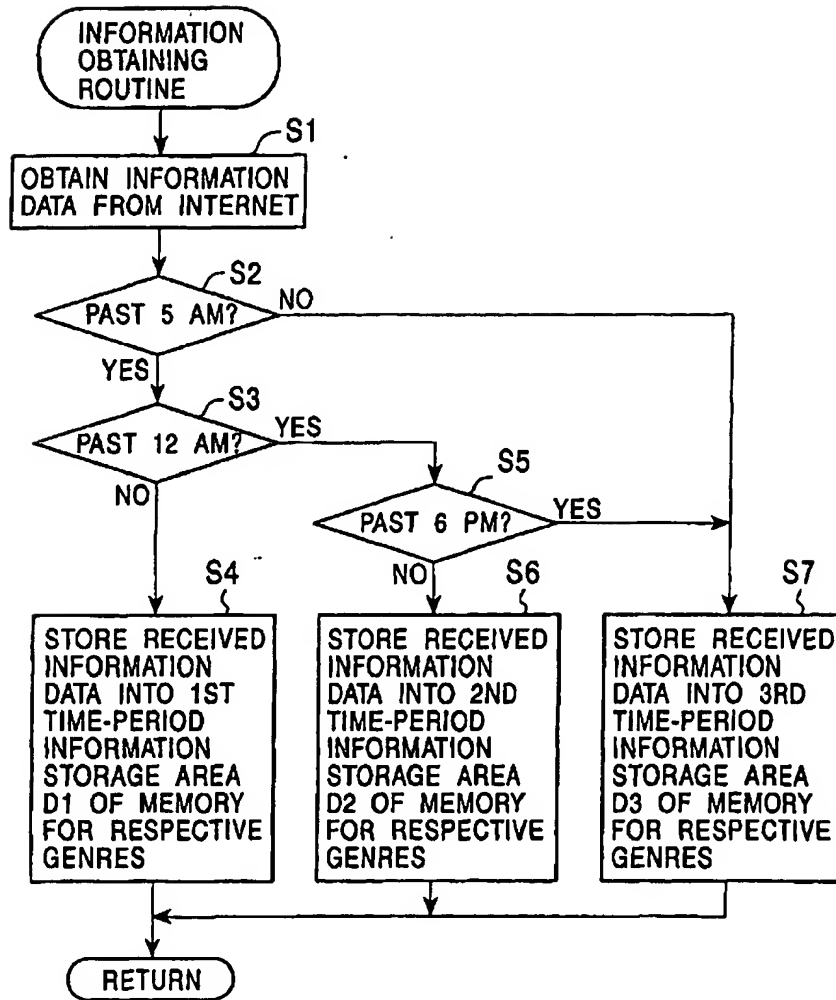 INFORMATION
OBTAINING
ROUTINE
S1
OBTAIN INFORMATION
DATA FROM INTERNET
S2
PAST 5 AM?
NO
YES
S3
PAST 12 AM?
YES
NO
S5
PAST 6 PM?
YES
NO
S4
STORE RECEIVED
INFORMATION
DATA INTO 1ST
TIME-PERIOD
INFORMATION
STORAGE AREA
D1 OF MEMORY
FOR RESPECTIVE
GENRES
S6
STORE RECEIVED
INFORMATION
DATA INTO 2ND
TIME-PERIOD
INFORMATION
STORAGE AREA
D2 OF MEMORY
FOR RESPECTIVE
GENRES
S7
STORE RECEIVED
INFORMATION
DATA INTO 3RD
TIME-PERIOD
INFORMATION
STORAGE AREA
D3 OF MEMORY
FOR RESPECTIVE
GENRES
RETURN